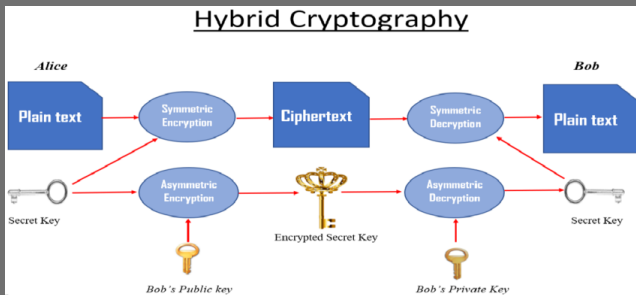 Hybrid Cryptography
Alice
Bob
Plain text
Symmetric
Encryption
Ciphertext
Symmetric
Decryption
Plain text
Secret Key
Asymmetric
Encryption
Encrypted Secret Key
Asymmetric
Decryption
Secret Key
Bob's Public key
Bob's Private Key